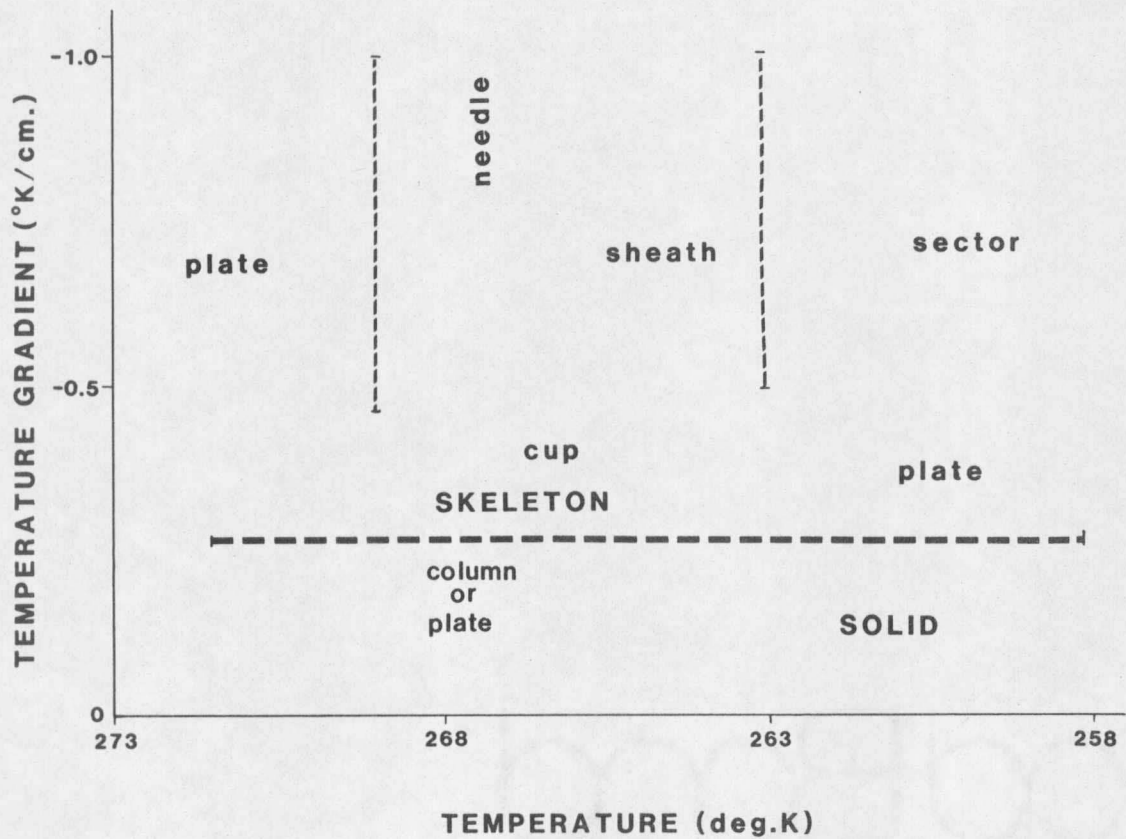 TEMPERATURE GRADIENT (°K/cm.)
-1.0
-0.5
0
needle
plate
sheath
sector
cup
plate
SKELETON
column
or
plate
SOLID
273
268
263
258
TEMPERATURE (deg.K)